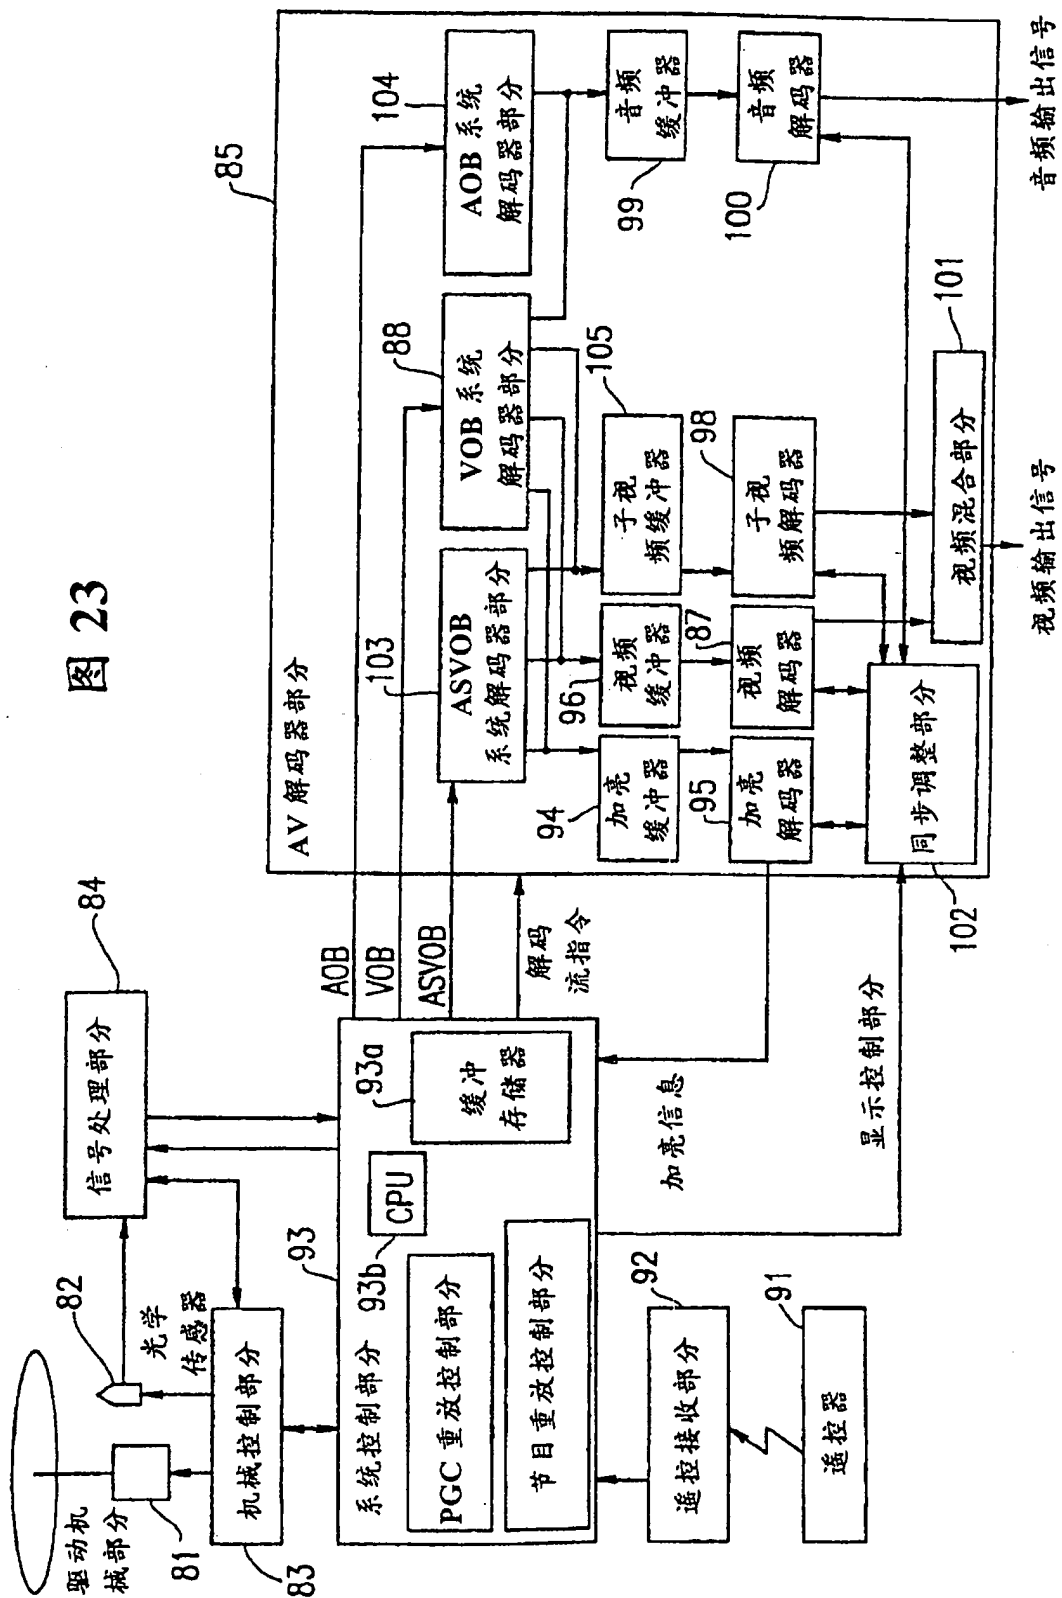 图 23
驱动机
械部分
81
82
光学
传感器
83
机械控制部分
84
信号处理部分
93
系统控制部分
93b
CPU
93a
缓冲
存储器
PGC 重放控制部分
节目重放控制部分
92
遥控接收部分
91
遥控器
AOB
VOB
ASVOB
解码
流指令
加亮信息
显示控制部分
85
AV 解码器部分
103
ASVOB
系统解码器部分
88
VOB 系统
解码器部分
104
AOB 系统
解码器部分
94
加亮
缓冲器
96
视频
缓冲器
105
子视
频缓冲器
99
音频
缓冲器
95
加亮
解码器
87
视频
解码器
98
子视
频解码器
100
音频
解码器
102
同步调整部分
101
视频混合部分
视频输出信号
音频输出信号